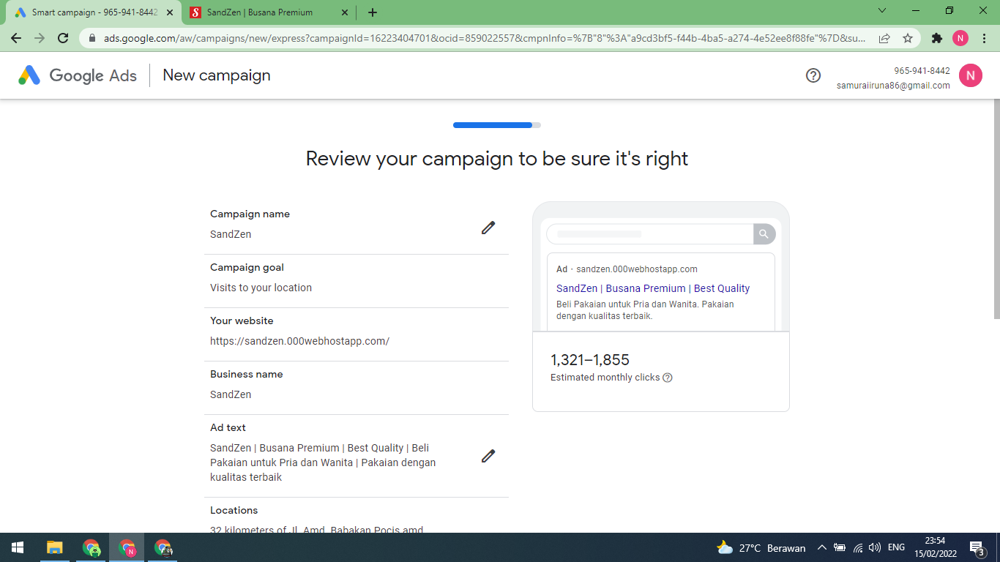 Smart campaign - 965-941-8442
SandZen | Busana Premium
ads.google.com/aw/campaigns/new/express?campaignId=16223404701&ocid=859022557&cmpnInfo=%7B"8"%3A"a9cd3bf5-f44b-4ba5-a274-4e52ee8f88fe"%7D&su...
N
Google Ads
New campaign
965-941-8442
samuraiiruna86@gmail.com
N
Review your campaign to be sure it's right
Campaign name
SandZen
Campaign goal
Visits to your location
Your website
https://sandzen.000webhostapp.com/
Business name
SandZen
Ad text
SandZen | Busana Premium | Best Quality | Beli
Pakaian untuk Pria dan Wanita | Pakaian dengan
kualitas terbaik
Locations
32 kilometers of Jl. Amd. Babakan Pocis amd
Ad · sandzen.000webhostapp.com
SandZen | Busana Premium | Best Quality
Beli Pakaian untuk Pria dan Wanita. Pakaian
dengan kualitas terbaik.
1,321–1,855
Estimated monthly clicks
27°C Berawan
ENG
23:54
15/02/2022
3